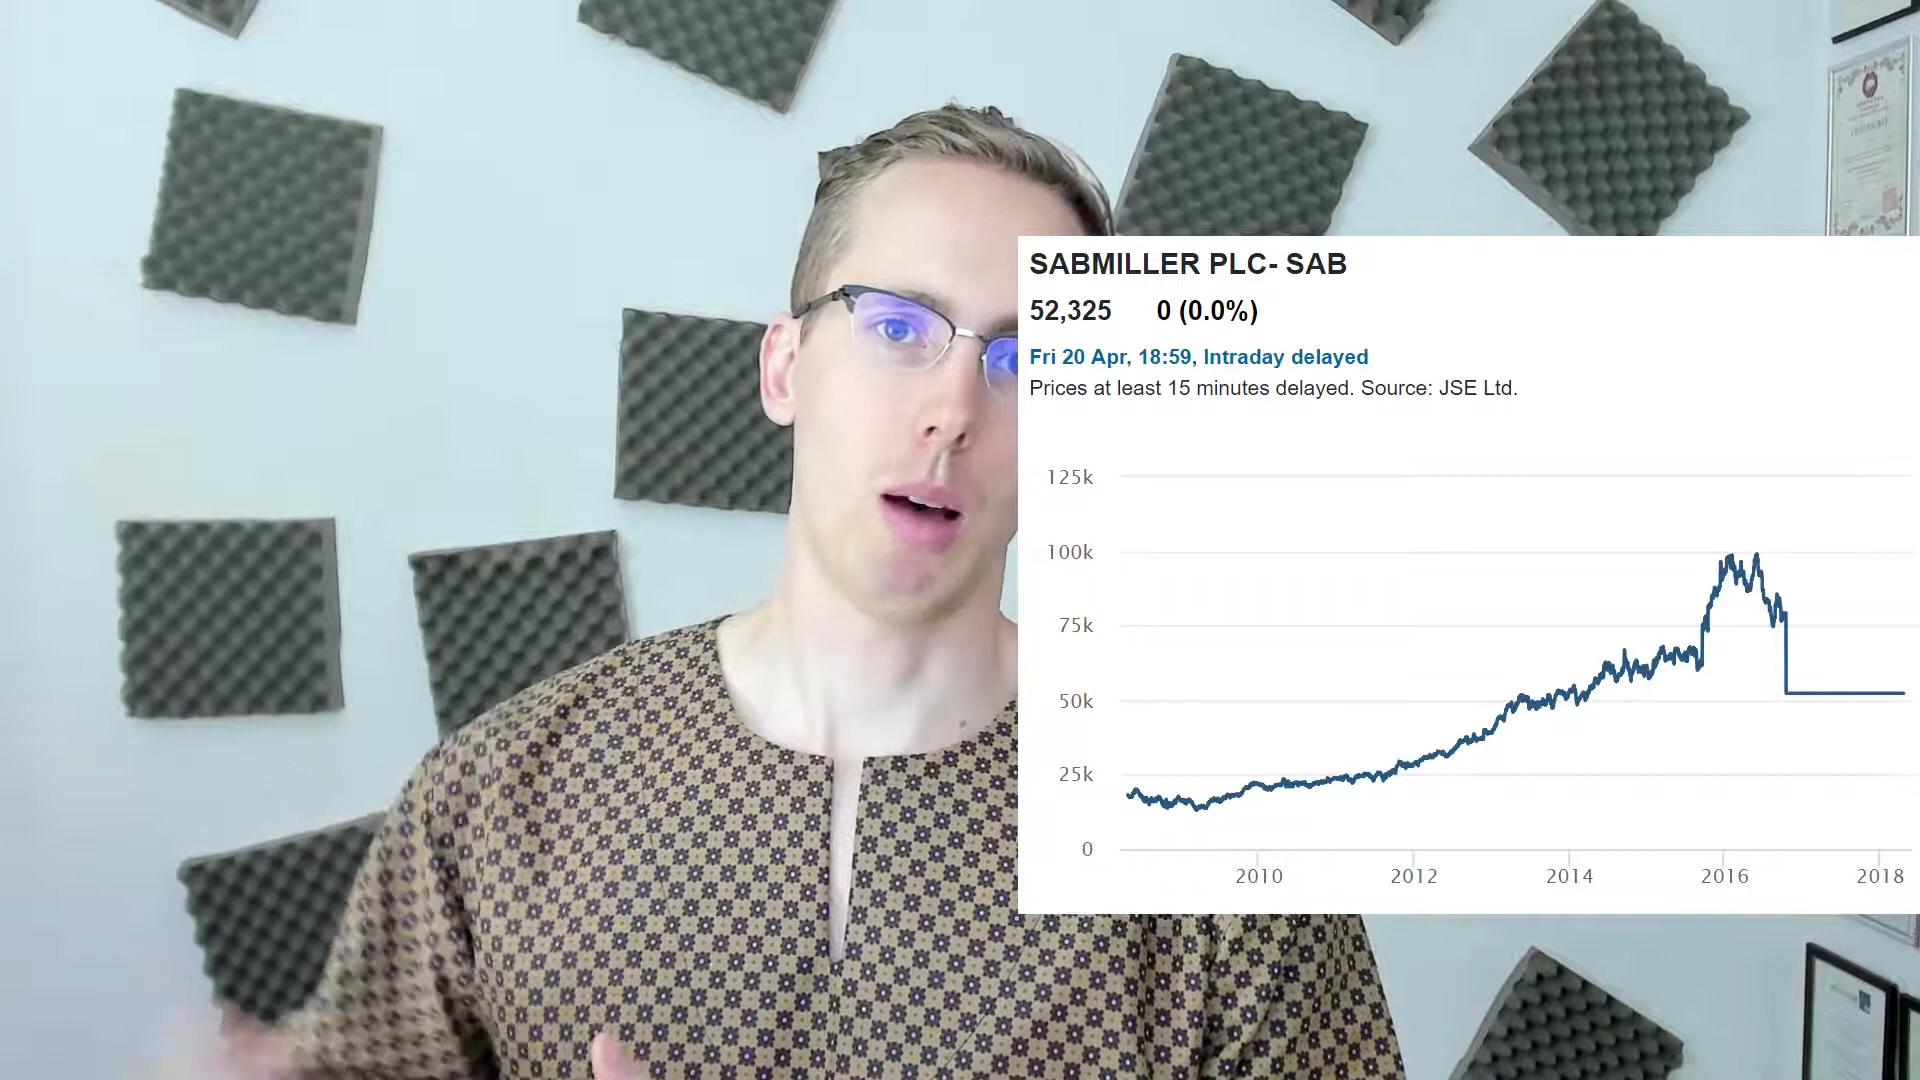 SABMILLER PLC- SAB
52,325 0 (0.0%)
Fri 20 Apr, 18:59, Intraday delayed
Prices at least 15 minutes delayed. Source: JSE Ltd.
125k
100k
75k
50k
25k
0
2010 2012 2014 2016 2018